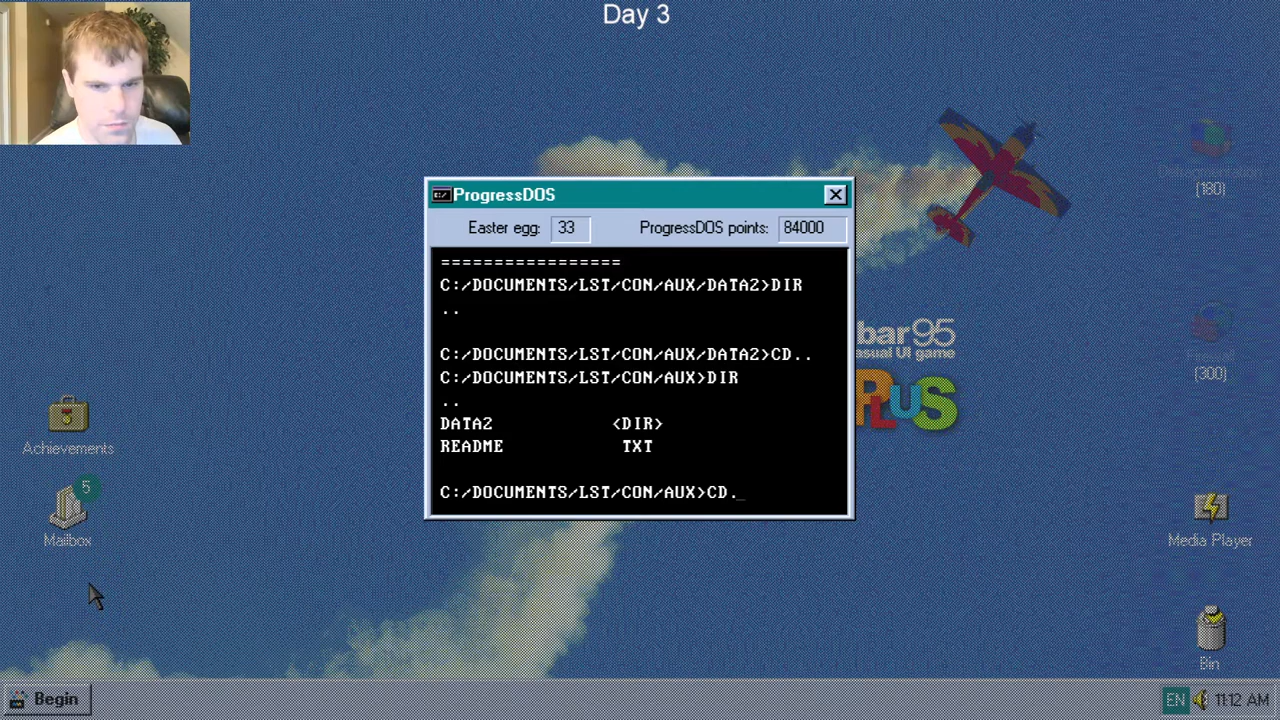 Day 3
ProgressDOS
Easter egg: 33 ProgressDOS points: 84000
=================
C:/DOCUMENTS/LST/CON/AUX/DATA2>DIR
..
C:/DOCUMENTS/LST/CON/AUX/DATA2>CD..
C:/DOCUMENTS/LST/CON/AUX>DIR
..
DATA2 <DIR>
README TXT
C:/DOCUMENTS/LST/CON/AUX>CD._
(180)
bar95
asual UI game
PLUS
Firewall
(300)
Achievements
5
Mailbox
Media Player
Bin
Begin
EN 11:12 AM